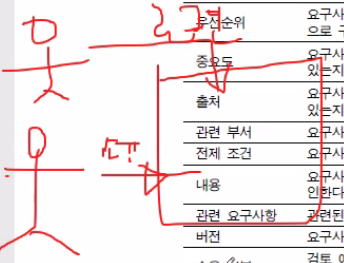 우선순위 요구사
으로 구
중요도 요구사
있는지
출처 요구사
있는지
관련 부서 요구사
전제 조건 요구사
내용 요구사
인한다
관련 요구사항 관련된
버전 요구사
검토 여